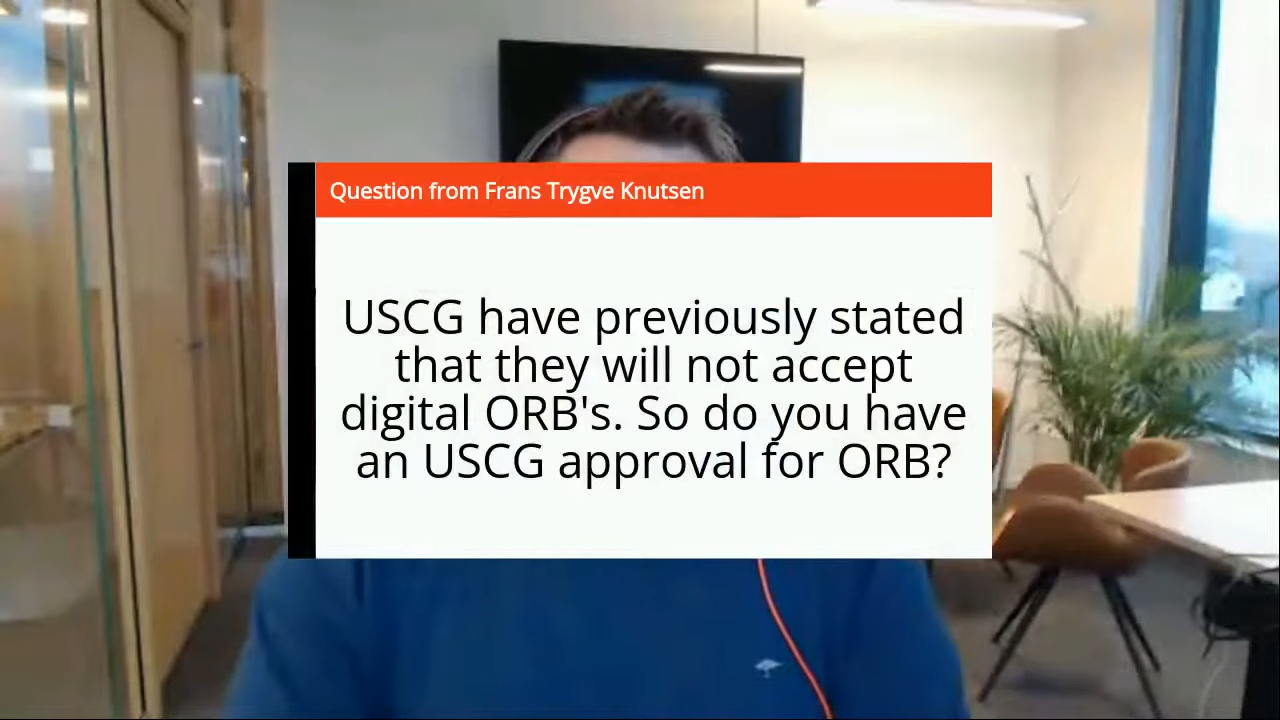 Question from Frans Trygve Knutsen
USCG have previously stated
that they will not accept
digital ORB's. So do you have
an USCG approval for ORB?